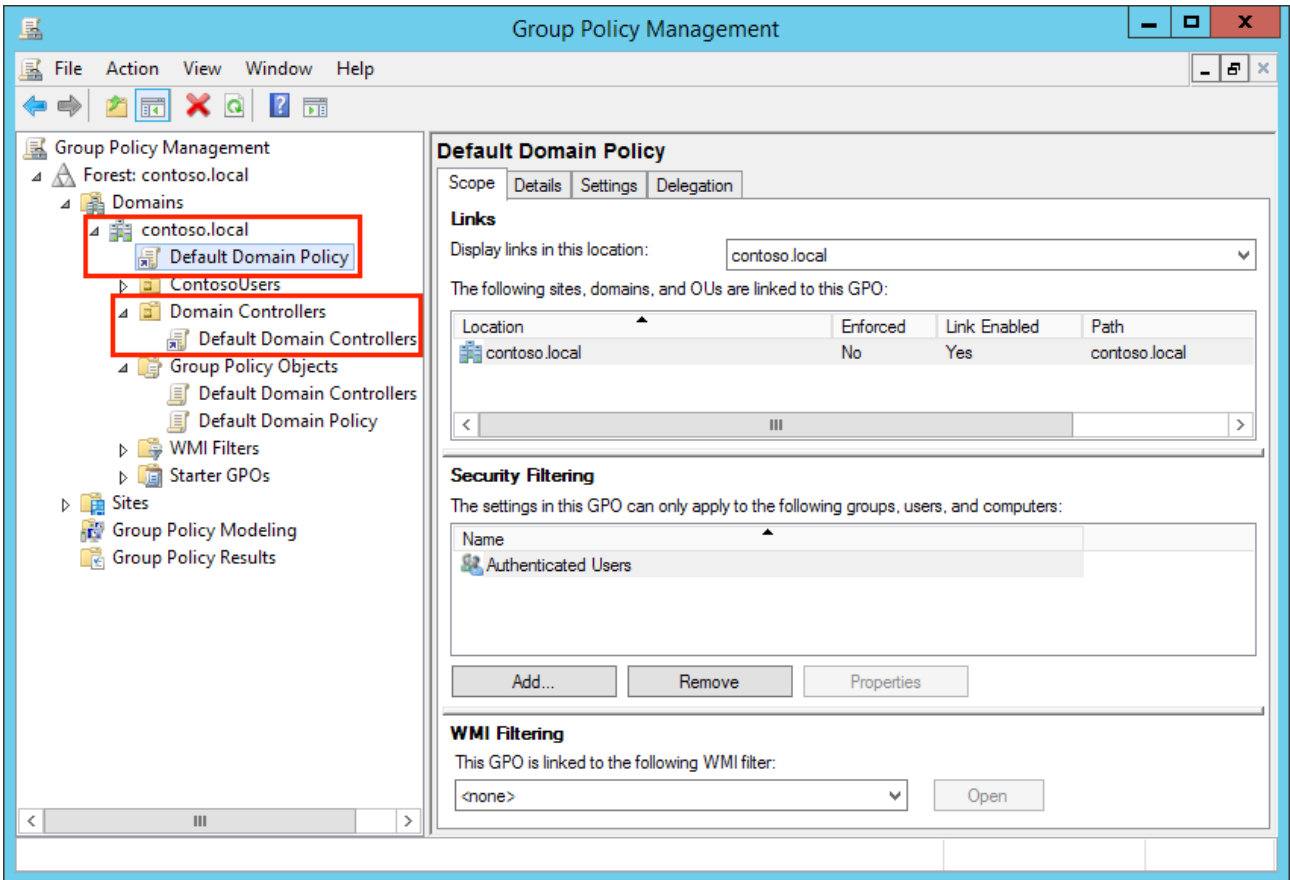 Group Policy Management
File Action View Window Help
Group Policy Management
Forest: contoso.local
Domains
contoso.local
Default Domain Policy
ContosoUsers
Domain Controllers
Default Domain Controllers
Group Policy Objects
Default Domain Controllers
Default Domain Policy
WMI Filters
Starter GPOs
Sites
Group Policy Modeling
Group Policy Results
Default Domain Policy
Scope Details Settings Delegation
Links
Display links in this location: contoso.local
The following sites, domains, and OUs are linked to this GPO:
Location Enforced Link Enabled Path
contoso.local No Yes contoso.local
Security Filtering
The settings in this GPO can only apply to the following groups, users, and computers:
Name
Authenticated Users
Add... Remove Properties
WMI Filtering
This GPO is linked to the following WMI filter:
<none> Open